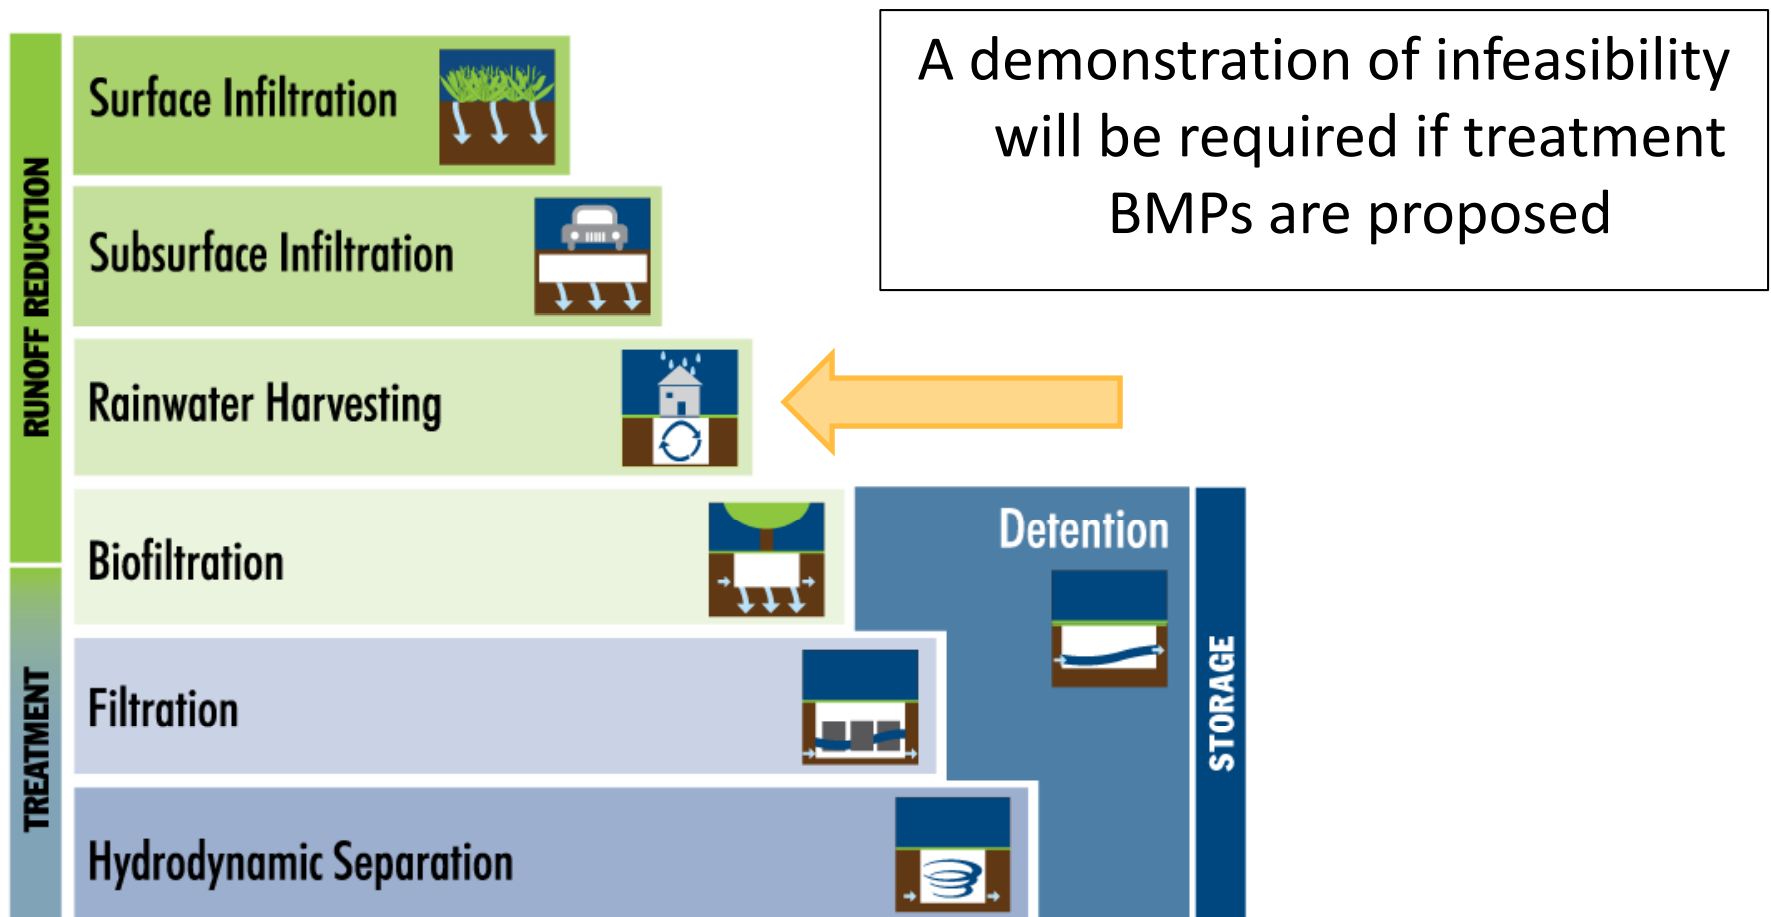 A demonstration of infeasibility
will be required if treatment
BMPs are proposed
RUNOFF REDUCTION
Surface Infiltration
Subsurface Infiltration
Rainwater Harvesting
Biofiltration
Detention
TREATMENT
Filtration
Hydrodynamic Separation
STORAGE